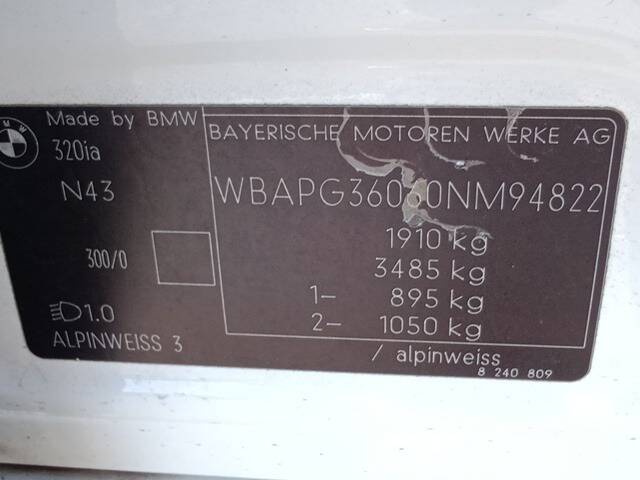 BMW
Made by BMW
320ia
N43
300/0
1.0
ALPINWEISS 3
BAYERISCHE MOTOREN WERKE AG
1910 kg
3485 kg
1- 895 kg
2- 1050 kg
/ alpinweiss
8 240 809